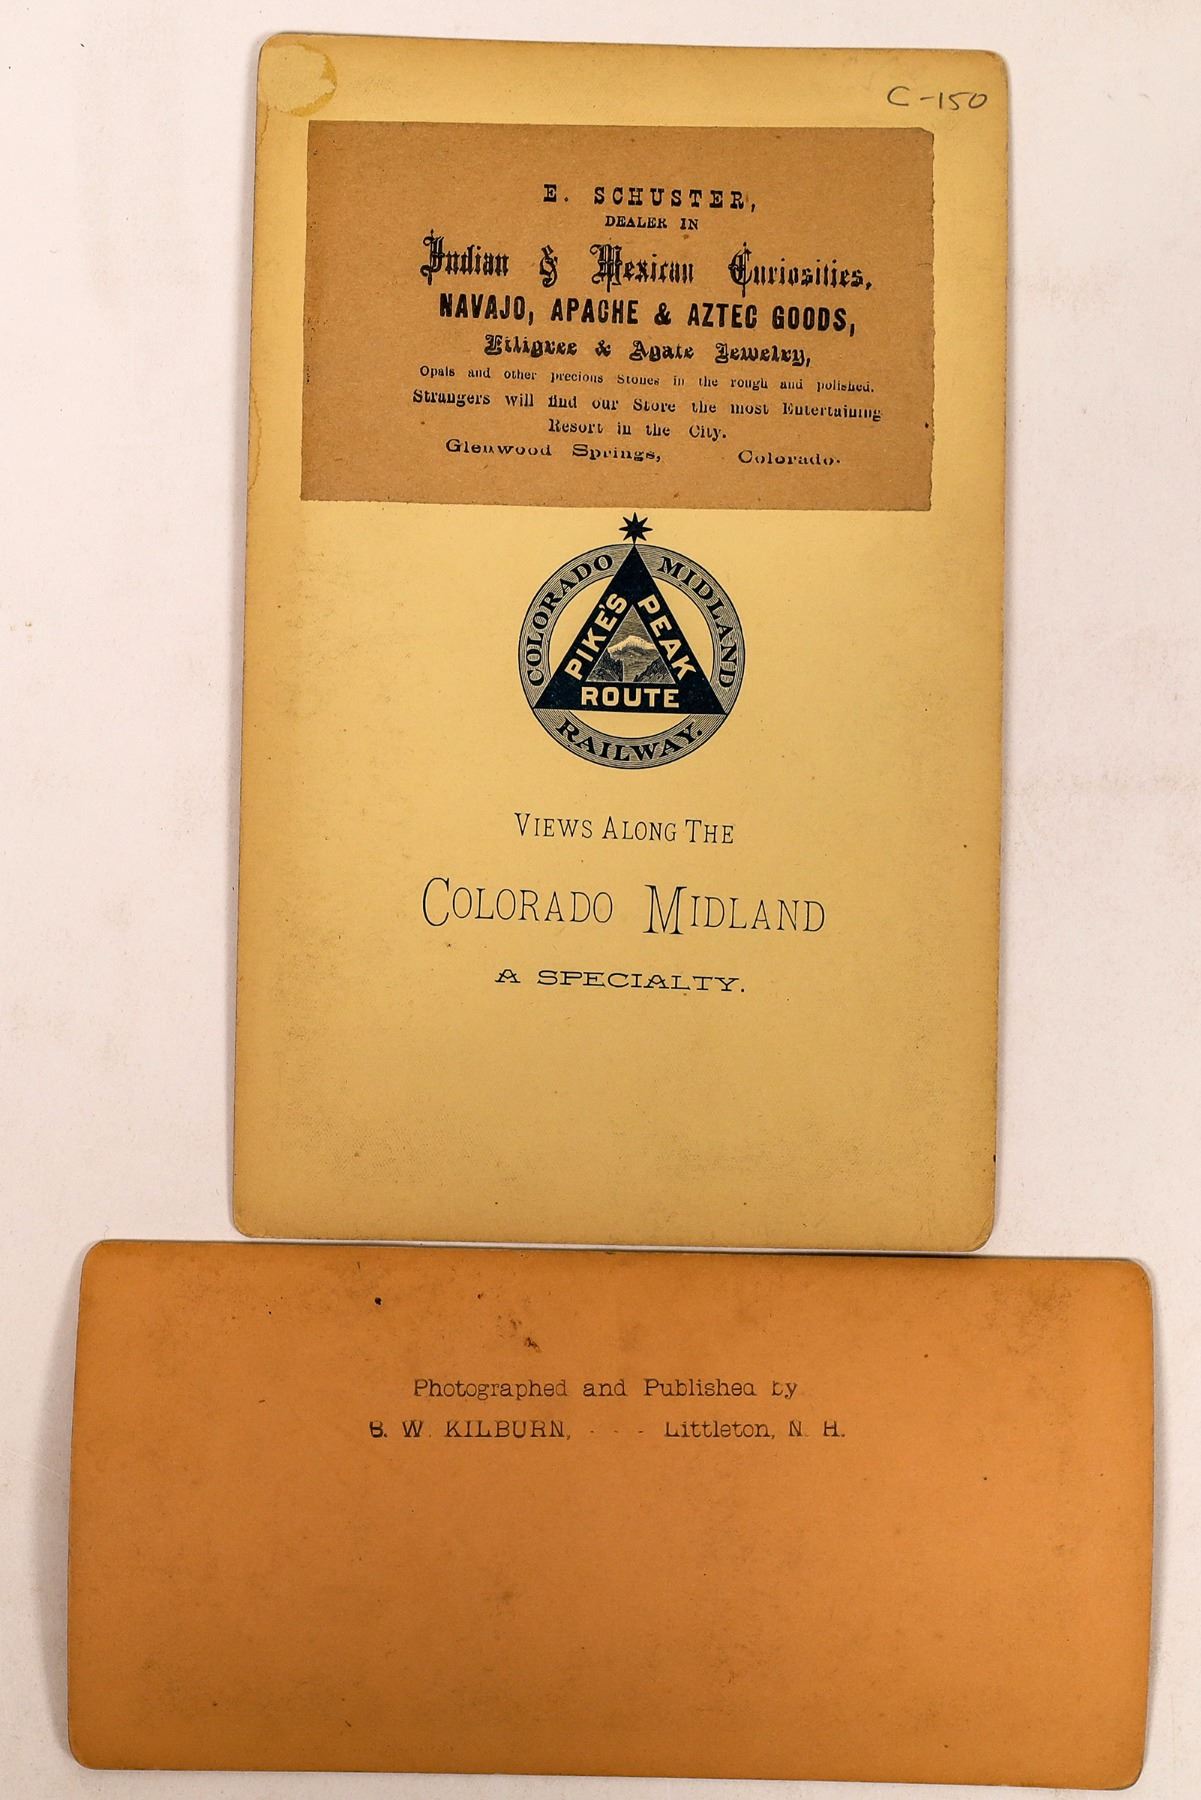 C-150
E. SCHUSTER,
DEALER IN
Indian & Mexican Curiosities,
NAVAJO, APACHE & AZTEC GOODS,
Filigree & Agate Jewelry,
Opals and other precious Stones in the rough and polished.
Strangers will find our Store the most Entertaining
Resort in the City.
Glenwood Springs, Colorado.
COLORADO MIDLAND
PIKE'S PEAK
ROUTE
RAILWAY.
VIEWS ALONG THE
COLORADO MIDLAND
A SPECIALTY.
Photographed and Published by
B. W. KILBURN, - - - Littleton, N. H.